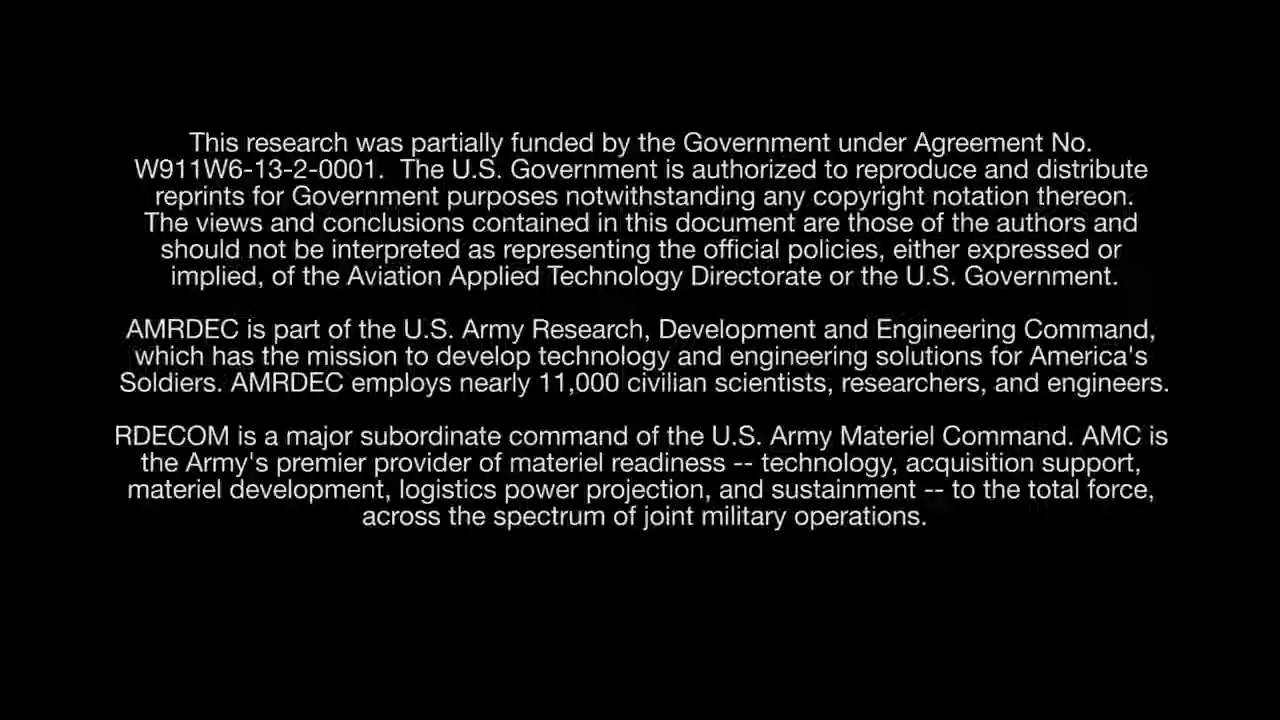 This research was partially funded by the Government under Agreement No.
W911W6-13-2-0001.  The U.S. Government is authorized to reproduce and distribute
reprints for Government purposes notwithstanding any copyright notation thereon.
The views and conclusions contained in this document are those of the authors and
should not be interpreted as representing the official policies, either expressed or
implied, of the Aviation Applied Technology Directorate or the U.S. Government.
AMRDEC is part of the U.S. Army Research, Development and Engineering Command,
which has the mission to develop technology and engineering solutions for America's
Soldiers. AMRDEC employs nearly 11,000 civilian scientists, researchers, and engineers.
RDECOM is a major subordinate command of the U.S. Army Materiel Command. AMC is
the Army's premier provider of materiel readiness -- technology, acquisition support,
materiel development, logistics power projection, and sustainment -- to the total force,
across the spectrum of joint military operations.